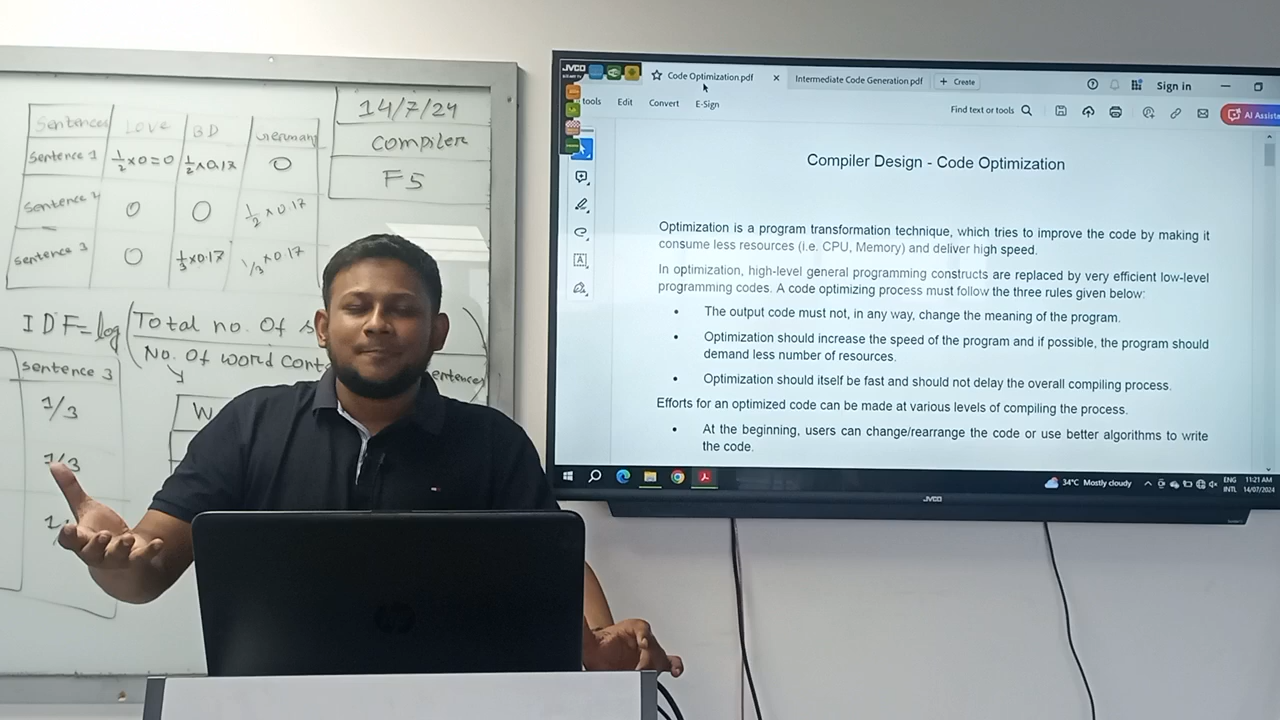 Sentences LOVE BD Germany
Sentence 1 1/2×0=0 1/2×0.17 0
Sentence 2 0 0 1/2×0.17
Sentence 3 0 1/3×0.17 1/3×0.17
14/7/24
Compiler
F5
IDF=log(Total no. Of s
No. Of word Cont entences
sentence 3
1/3
1/3
W
JVCO
Code Optimization.pdf
Intermediate Code Generation.pdf
+ Create
Sign in
tools Edit Convert E-Sign
Find text or tools
AI Assista
Compiler Design - Code Optimization
Optimization is a program transformation technique, which tries to improve the code by making it
consume less resources (i.e. CPU, Memory) and deliver high speed.
In optimization, high-level general programming constructs are replaced by very efficient low-level
programming codes. A code optimizing process must follow the three rules given below:
• The output code must not, in any way, change the meaning of the program.
• Optimization should increase the speed of the program and if possible, the program should
demand less number of resources.
• Optimization should itself be fast and should not delay the overall compiling process.
Efforts for an optimized code can be made at various levels of compiling the process.
• At the beginning, users can change/rearrange the code or use better algorithms to write
the code.
34°C Mostly cloudy
ENG 11:21 AM
INTL 14/07/2024
JVCO
hp